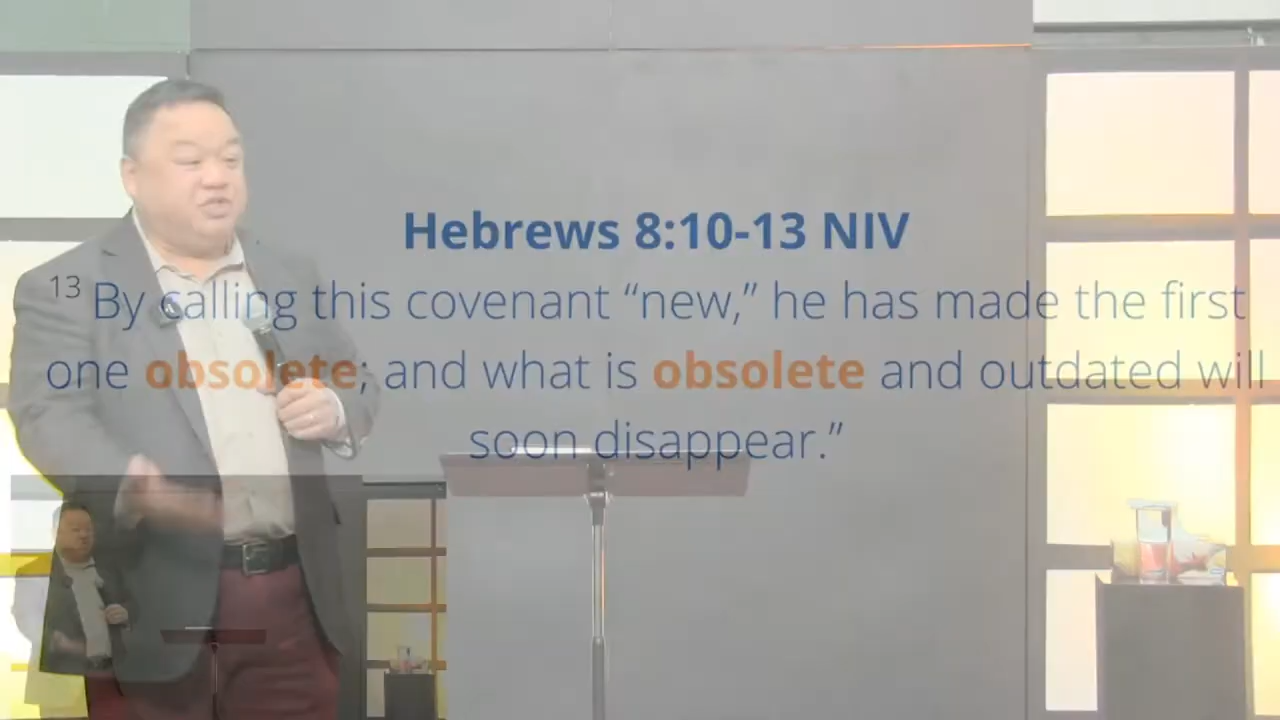 Hebrews 8:10-13 NIV
13 By calling this covenant “new,” he has made the first
one obsolete; and what is obsolete and outdated will
soon disappear.”